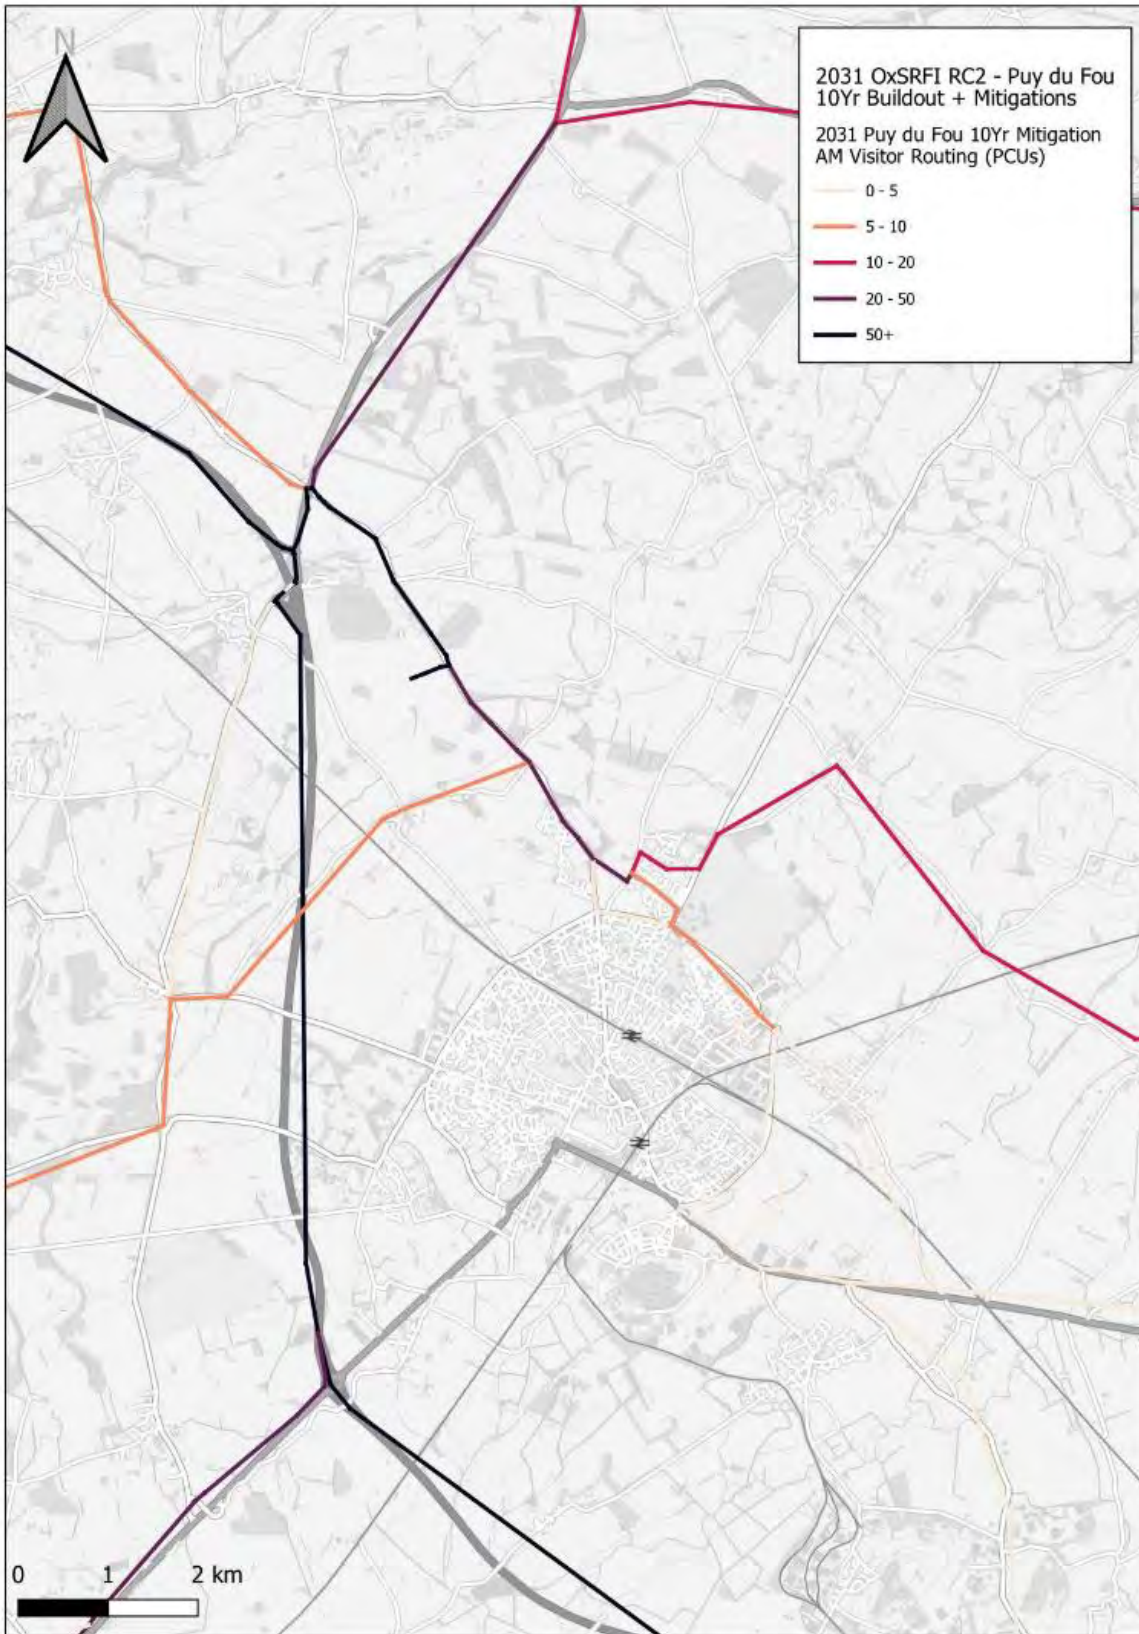 N
2031 OxSRFI RC2 - Puy du Fou
10Yr Buildout + Mitigations
2031 Puy du Fou 10Yr Mitigation
AM Visitor Routing (PCUs)
0 - 5
5 - 10
10 - 20
20 - 50
50+
0 1 2 km